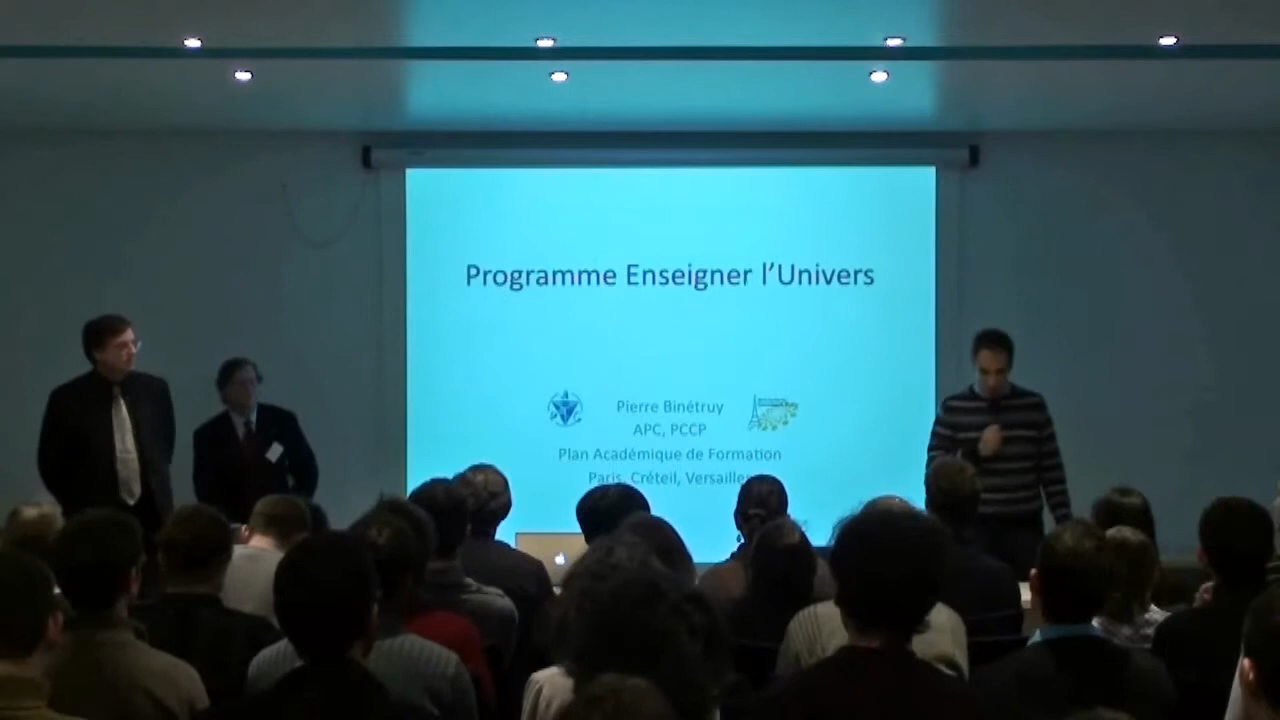 Programme Enseigner l'Univers
Pierre Binétruy
APC, PCCP
Plan Académique de Formation
Paris, Créteil, Versailles